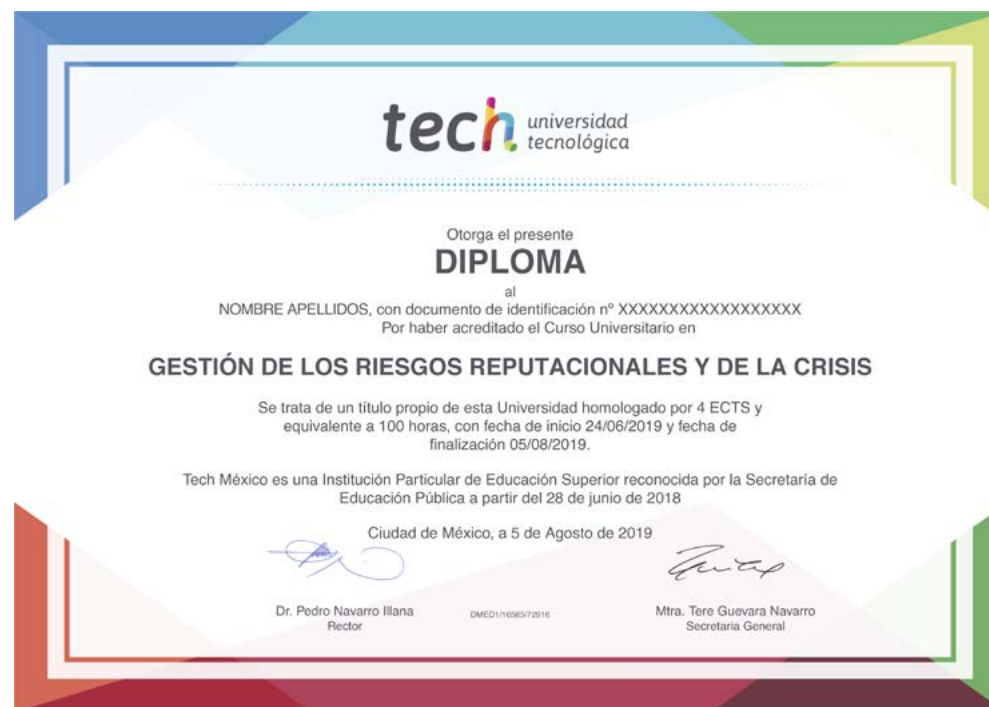 tech universidad
tecnológica
Otorga el presente
DIPLOMA
al
NOMBRE APELLIDOS, con documento de identificación nº XXXXXXXXXXXXXXXXXX
Por haber acreditado el Curso Universitario en
GESTIÓN DE LOS RIESGOS REPUTACIONALES Y DE LA CRISIS
Se trata de un título propio de esta Universidad homologado por 4 ECTS y
equivalente a 100 horas, con fecha de inicio 24/06/2019 y fecha de
finalización 05/08/2019.
Tech México es una Institución Particular de Educación Superior reconocida por la Secretaría de
Educación Pública a partir del 28 de junio de 2018
Ciudad de México, a 5 de Agosto de 2019
Dr. Pedro Navarro Illana
Rector
DMED1/16585/72916
Mtra. Tere Guevara Navarro
Secretaria General